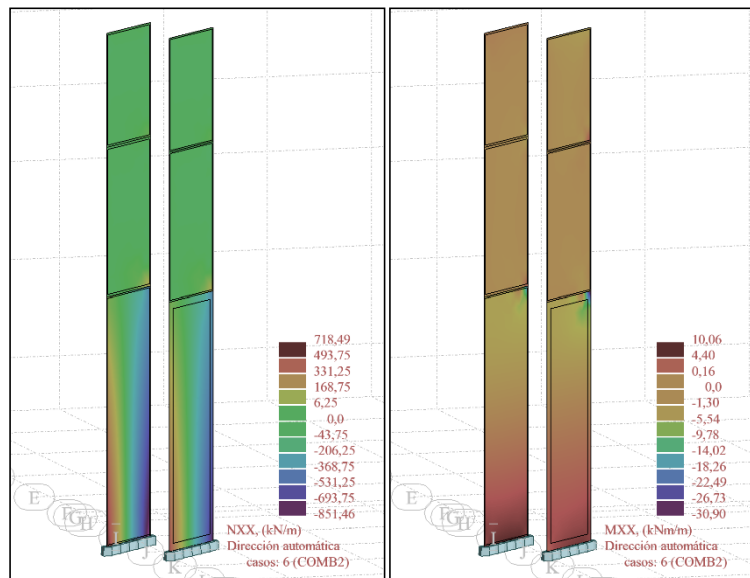 718,49
493,75
331,25
168,75
6,25
0,0
-43,75
-206,25
-368,75
-531,25
-693,75
-851,46
NXX, (kN/m)
Dirección automática
casos: 6 (COMB2)
E
F
G
H
I
J
K
10,06
4,40
0,16
0,0
-1,30
-5,54
-9,78
-14,02
-18,26
-22,49
-26,73
-30,90
MXX, (kNm/m)
Dirección automática
casos: 6 (COMB2)
E
F
G
H
I
J
K